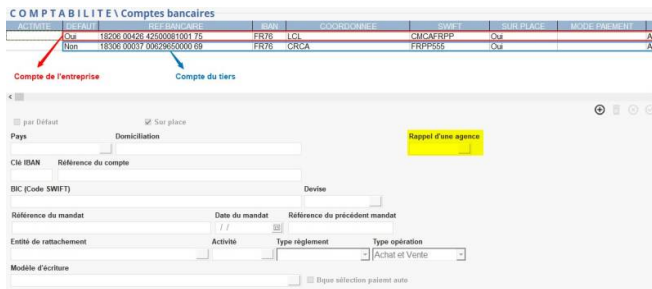 COMPTABILITE\Comptes bancaires
ACTIVITE DEFAUT REF.BANCAIRE IBAN COORDONNEE SWIFT SUR PLACE MODE PAIEMENT
Oui 18206 00426 42500081001 75 FR76 LCL CMCAFRPP Oui A
Non 18306 00037 00629650000 69 FR76 CRCA FRPP555 Oui A
Compte de l'entreprise Compte du tiers
par Défaut Sur place
Pays Domiciliation Rappel d'une agence
Clé IBAN Référence du compte
BIC (Code SWIFT) Devise
Référence du mandat Date du mandat Référence du précédent mandat
/ /
Entité de rattachement Activité Type règlement Type opération
Achat et Vente
Modèle d'écriture
Bque sélection paiemt auto